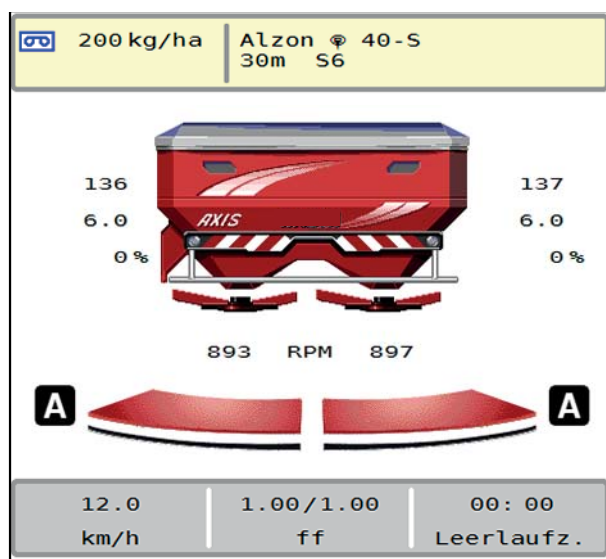 200 kg/ha
Alzon 40-S
30m S6
136
137
6.0
AXIS
6.0
0 %
0 %
893 RPM 897
A
A
12.0
1.00/1.00
00: 00
km/h
ff
Leerlaufz.